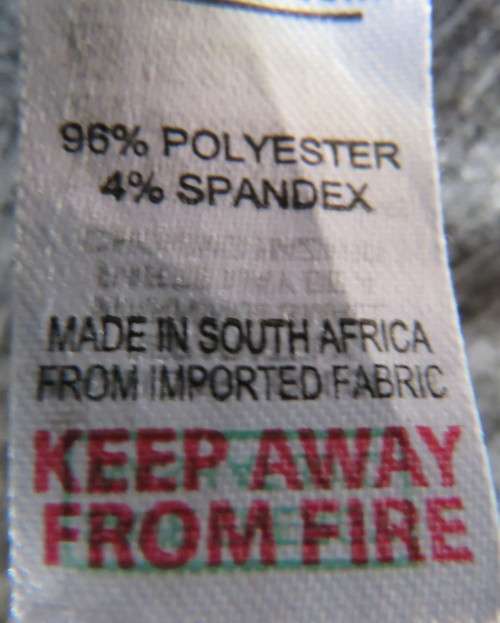 96% POLYESTER
4% SPANDEX
MADE IN SOUTH AFRICA
FROM IMPORTED FABRIC
KEEP AWAY
FROM FIRE